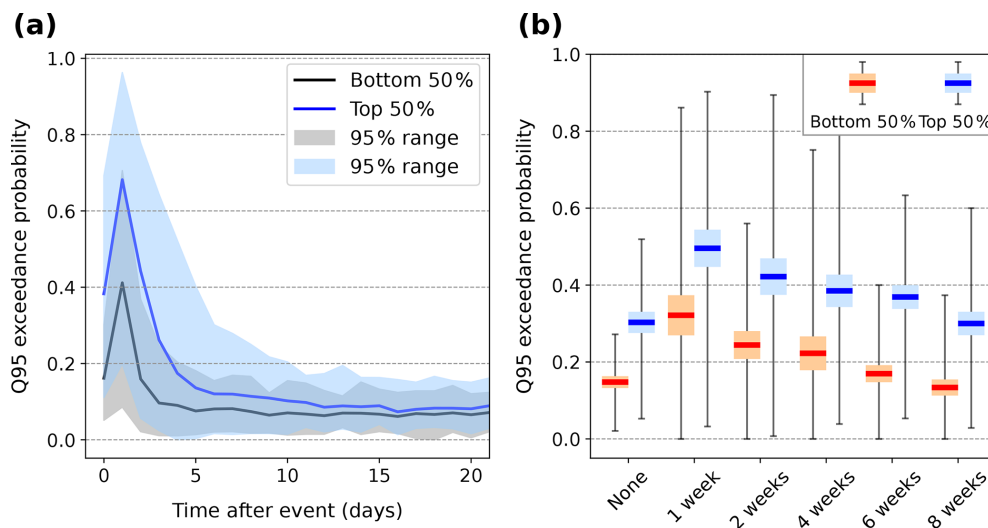 (a)
Q95 exceedance probability
1.0
0.8
0.6
0.4
0.2
0.0
Bottom 50%
Top 50%
95% range
95% range
0
5
10
15
20
Time after event (days)
(b)
Q95 exceedance probability
1.0
0.8
0.6
0.4
0.2
0.0
Bottom 50%
Top 50%
None
1 week
2 weeks
4 weeks
6 weeks
8 weeks